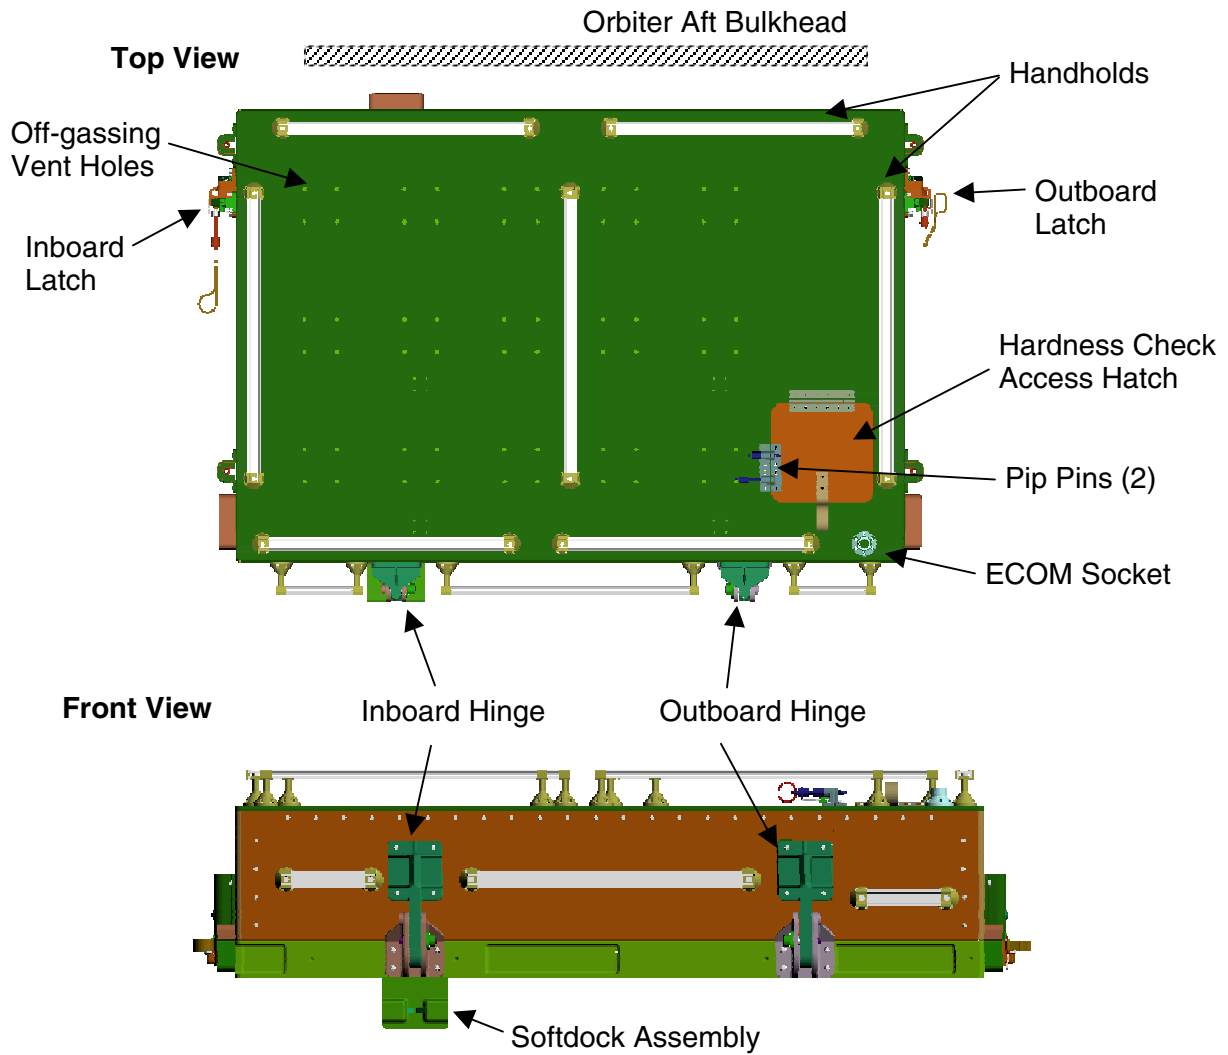 Orbiter Aft Bulkhead
Top View
Handholds
Off-gassing
Vent Holes
Outboard
Latch
Inboard
Latch
Hardness Check
Access Hatch
Pip Pins (2)
ECOM Socket
Front View
Inboard Hinge
Outboard Hinge
Softdock Assembly